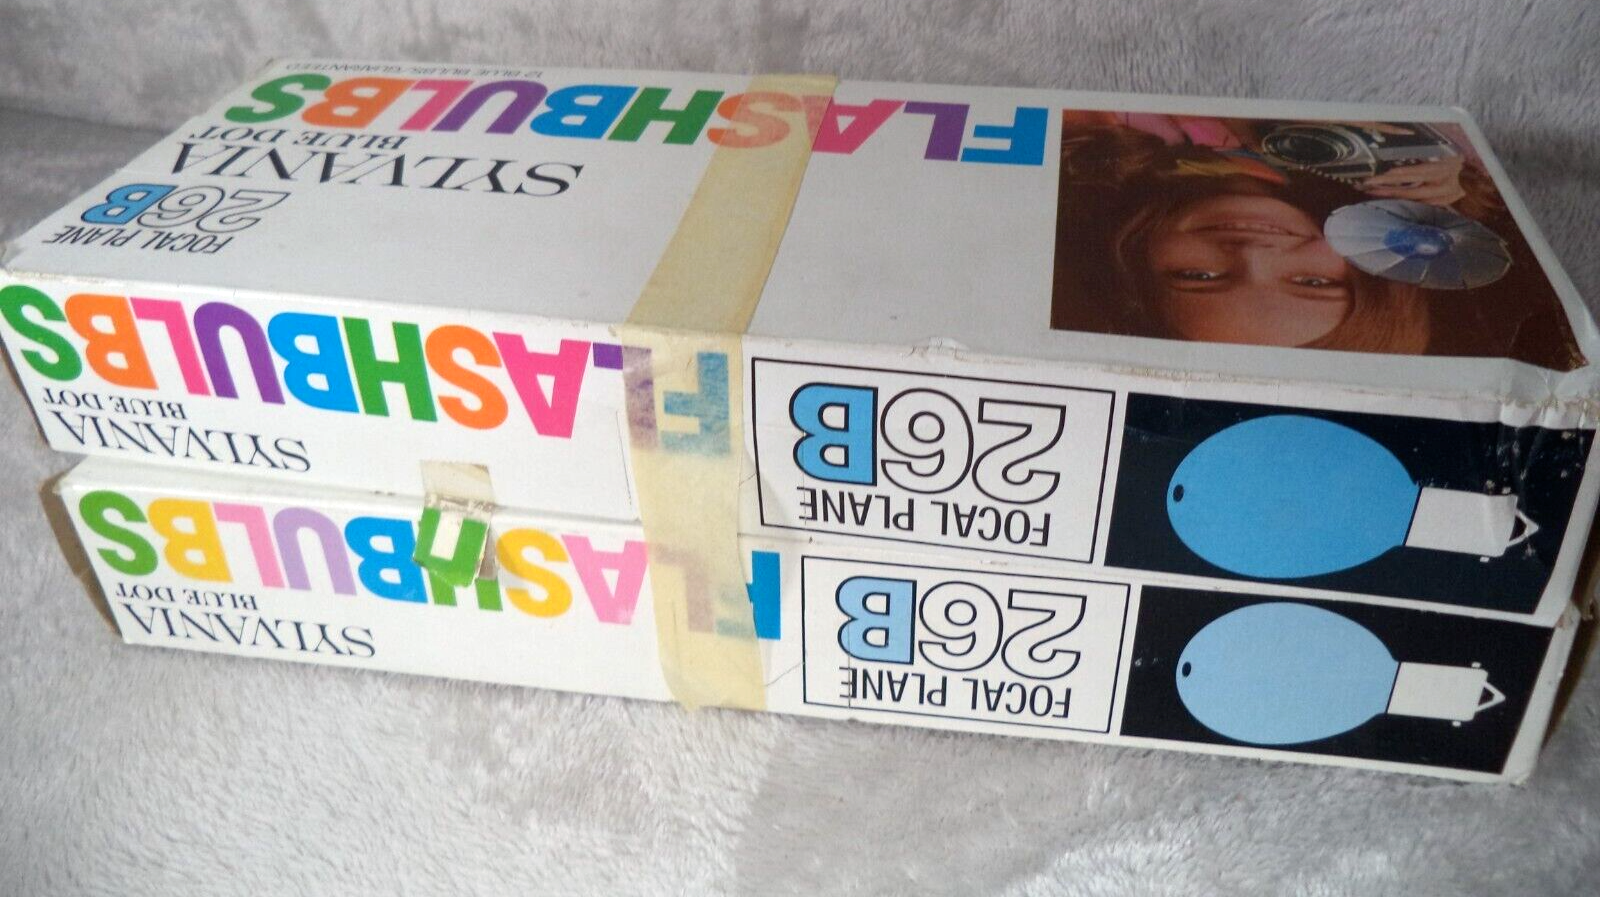 FLASHBULBS
12 BLUE BULBS/GUARANTEED
SYLVANIA
BLUE DOT
FOCAL PLANE
26B
FOCAL PLANE
26B
FLASHBULBS
SYLVANIA
BLUE DOT
FOCAL PLANE
26B
FLASHBULBS
SYLVANIA
BLUE DOT